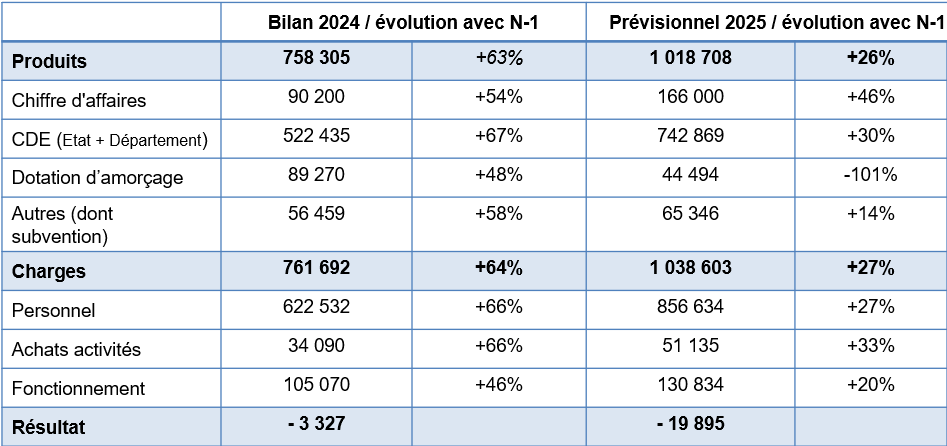 Bilan 2024 / évolution avec N-1 Prévisionnel 2025 / évolution avec N-1
Produits 758 305 +63% 1 018 708 +26%
Chiffre d'affaires 90 200 +54% 166 000 +46%
CDE (Etat + Département) 522 435 +67% 742 869 +30%
Dotation d’amorçage 89 270 +48% 44 494 -101%
Autres (dont 56 459 +58% 65 346 +14%
subvention)
Charges 761 692 +64% 1 038 603 +27%
Personnel 622 532 +66% 856 634 +27%
Achats activités 34 090 +66% 51 135 +33%
Fonctionnement 105 070 +46% 130 834 +20%
Résultat - 3 327 - 19 895